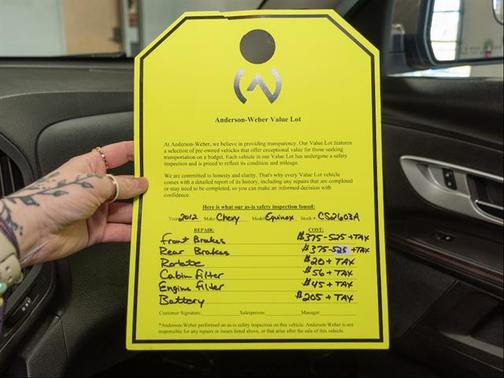 Anderson-Weber Value Lot
At Anderson-Weber, we believe in providing transparency. Our Value Lot features
a selection of pre-owned vehicles that offer exceptional value for those seeking
transportation on a budget. Each vehicle in our Value Lot has undergone a safety
inspection and is priced to reflect its condition and mileage.
We are committed to honesty and clarity. That's why every Value Lot vehicle
comes with a detailed report of its history, including any repairs that are completed
or may need to be completed, so you can make an informed decision with
confidence.
Here is what our as-is safety inspection found:
Year 2012 Make Chevy Model Equinox Stock # CS2603A
REPAIR: COST:
Front Brakes $375-525 +TAX
Rear Brakes $375-525 +TAX
Rotate $20 + TAX
Cabin filter $56 + TAX
Engine filter $45 + TAX
Battery $205 + TAX
Customer Signature: Salesperson: Manager:
*Anderson-Weber performed an as-is safety inspection on this vehicle. Anderson-Weber is not
responsible for any repairs or issues listed above, or that arise after the sale of this vehicle.